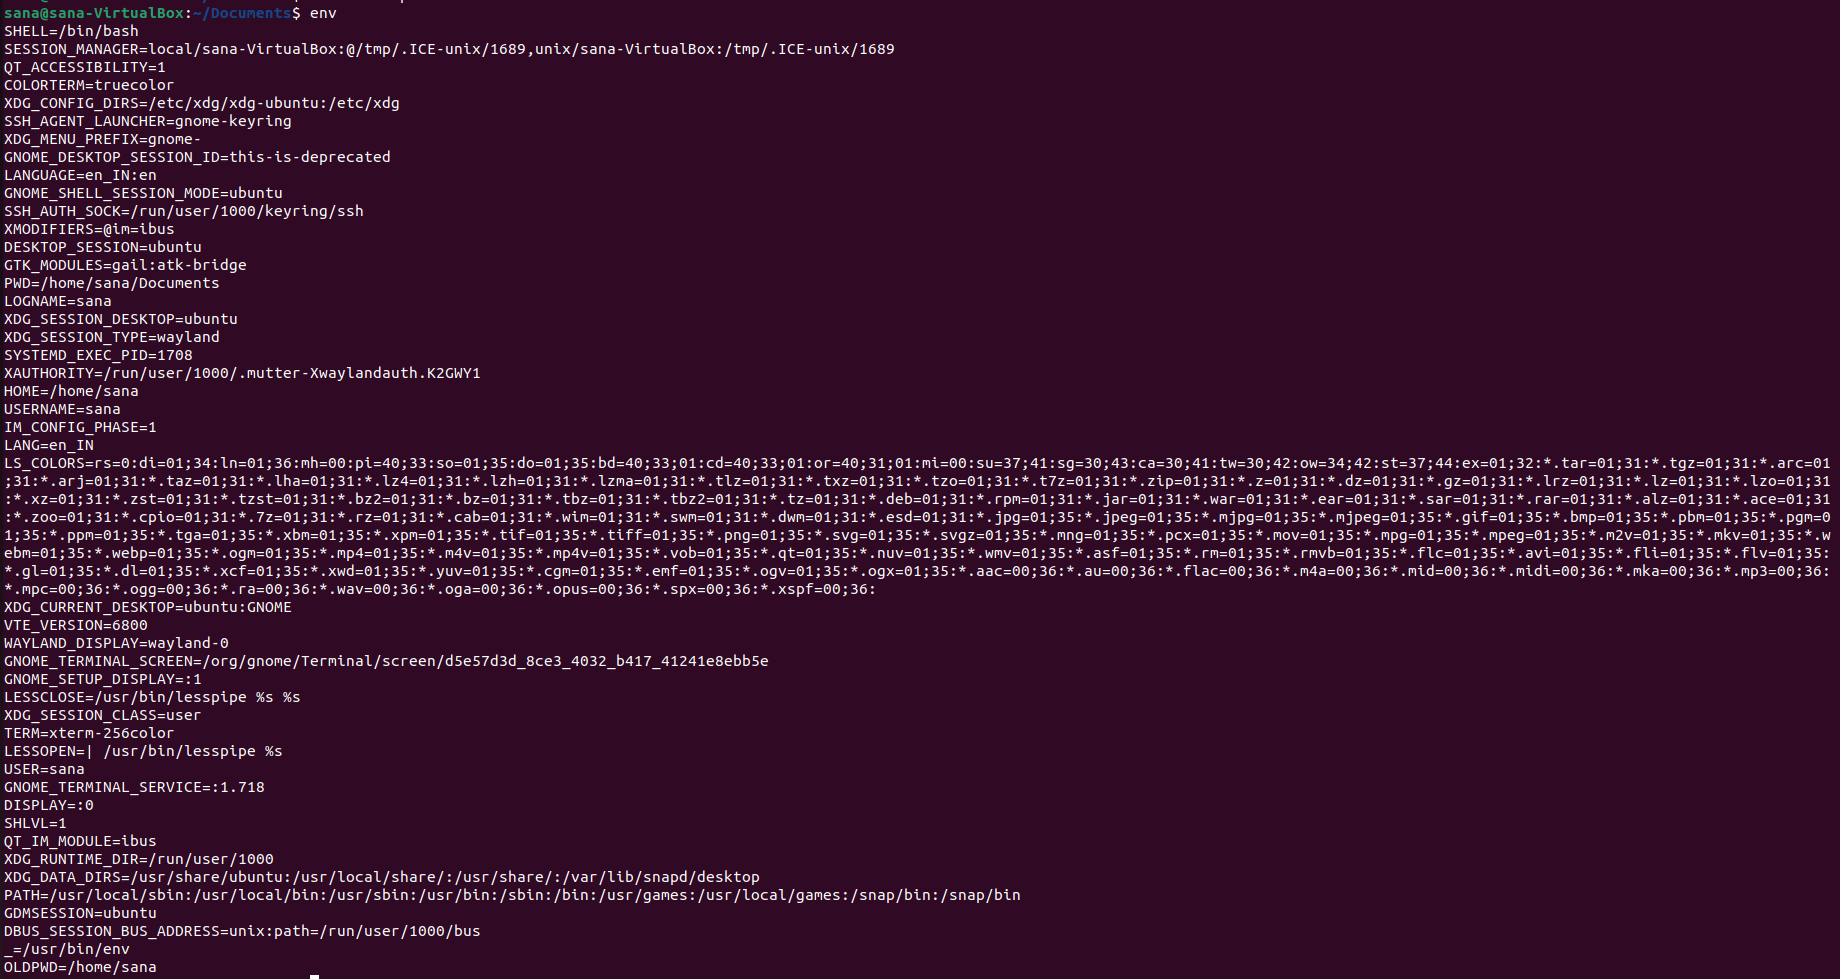 sana@sana-VirtualBox:~/Documents$ env
SHELL=/bin/bash
SESSION_MANAGER=local/sana-VirtualBox:@/tmp/.ICE-unix/1689,unix/sana-VirtualBox:/tmp/.ICE-unix/1689
QT_ACCESSIBILITY=1
COLORTERM=truecolor
XDG_CONFIG_DIRS=/etc/xdg/xdg-ubuntu:/etc/xdg
SSH_AGENT_LAUNCHER=gnome-keyring
XDG_MENU_PREFIX=gnome-
GNOME_DESKTOP_SESSION_ID=this-is-deprecated
LANGUAGE=en_IN:en
GNOME_SHELL_SESSION_MODE=ubuntu
SSH_AUTH_SOCK=/run/user/1000/keyring/ssh
XMODIFIERS=@im=ibus
DESKTOP_SESSION=ubuntu
GTK_MODULES=gail:atk-bridge
PWD=/home/sana/Documents
LOGNAME=sana
XDG_SESSION_DESKTOP=ubuntu
XDG_SESSION_TYPE=wayland
SYSTEMD_EXEC_PID=1708
XAUTHORITY=/run/user/1000/.mutter-Xwaylandauth.K2GWY1
HOME=/home/sana
USERNAME=sana
IM_CONFIG_PHASE=1
LANG=en_IN
LS_COLORS=rs=0:di=01;34:ln=01;36:mh=00:pi=40;33:so=01;35:do=01;35:bd=40;33;01:cd=40;33;01:or=40;31;01:mi=00:su=37;41:sg=30;43:ca=30;41:tw=30;42:ow=34;42:st=37;44:ex=01;32:*.tar=01;31:*.tgz=01;31:*.arc=01
;31:*.arj=01;31:*.taz=01;31:*.lha=01;31:*.lz4=01;31:*.lzh=01;31:*.lzma=01;31:*.tlz=01;31:*.txz=01;31:*.tzo=01;31:*.t7z=01;31:*.zip=01;31:*.z=01;31:*.dz=01;31:*.gz=01;31:*.lrz=01;31:*.lz=01;31:*.lzo=01;31
:*.xz=01;31:*.zst=01;31:*.tzst=01;31:*.bz2=01;31:*.bz=01;31:*.tbz=01;31:*.tbz2=01;31:*.tz=01;31:*.deb=01;31:*.rpm=01;31:*.jar=01;31:*.war=01;31:*.ear=01;31:*.sar=01;31:*.rar=01;31:*.alz=01;31:*.ace=01;31
:*.zoo=01;31:*.cpio=01;31:*.7z=01;31:*.rz=01;31:*.cab=01;31:*.wim=01;31:*.swm=01;31:*.dwm=01;31:*.esd=01;31:*.jpg=01;35:*.jpeg=01;35:*.mjpg=01;35:*.mjpeg=01;35:*.gif=01;35:*.bmp=01;35:*.pbm=01;35:*.pgm=0
1;35:*.ppm=01;35:*.tga=01;35:*.xbm=01;35:*.xpm=01;35:*.tif=01;35:*.tiff=01;35:*.png=01;35:*.svg=01;35:*.svgz=01;35:*.mng=01;35:*.pcx=01;35:*.mov=01;35:*.mpg=01;35:*.mpeg=01;35:*.m2v=01;35:*.mkv=01;35:*.w
ebm=01;35:*.webp=01;35:*.ogm=01;35:*.mp4=01;35:*.m4v=01;35:*.mp4v=01;35:*.vob=01;35:*.qt=01;35:*.nuv=01;35:*.wmv=01;35:*.asf=01;35:*.rm=01;35:*.rmvb=01;35:*.flc=01;35:*.avi=01;35:*.fli=01;35:*.flv=01;35:
*.gl=01;35:*.dl=01;35:*.xcf=01;35:*.xwd=01;35:*.yuv=01;35:*.cgm=01;35:*.emf=01;35:*.ogv=01;35:*.ogx=01;35:*.aac=00;36:*.au=00;36:*.flac=00;36:*.m4a=00;36:*.mid=00;36:*.midi=00;36:*.mka=00;36:*.mp3=00;36:
*.mpc=00;36:*.ogg=00;36:*.ra=00;36:*.wav=00;36:*.oga=00;36:*.opus=00;36:*.spx=00;36:*.xspf=00;36:
XDG_CURRENT_DESKTOP=ubuntu:GNOME
VTE_VERSION=6800
WAYLAND_DISPLAY=wayland-0
GNOME_TERMINAL_SCREEN=/org/gnome/Terminal/screen/d5e57d3d_8ce3_4032_b417_41241e8ebb5e
GNOME_SETUP_DISPLAY=:1
LESSCLOSE=/usr/bin/lesspipe %s %s
XDG_SESSION_CLASS=user
TERM=xterm-256color
LESSOPEN=| /usr/bin/lesspipe %s
USER=sana
GNOME_TERMINAL_SERVICE=:1.718
DISPLAY=:0
SHLVL=1
QT_IM_MODULE=ibus
XDG_RUNTIME_DIR=/run/user/1000
XDG_DATA_DIRS=/usr/share/ubuntu:/usr/local/share/:/usr/share/:/var/lib/snapd/desktop
PATH=/usr/local/sbin:/usr/local/bin:/usr/sbin:/usr/bin:/sbin:/bin:/usr/games:/usr/local/games:/snap/bin:/snap/bin
GDMSESSION=ubuntu
DBUS_SESSION_BUS_ADDRESS=unix:path=/run/user/1000/bus
_=/usr/bin/env
OLDPWD=/home/sana